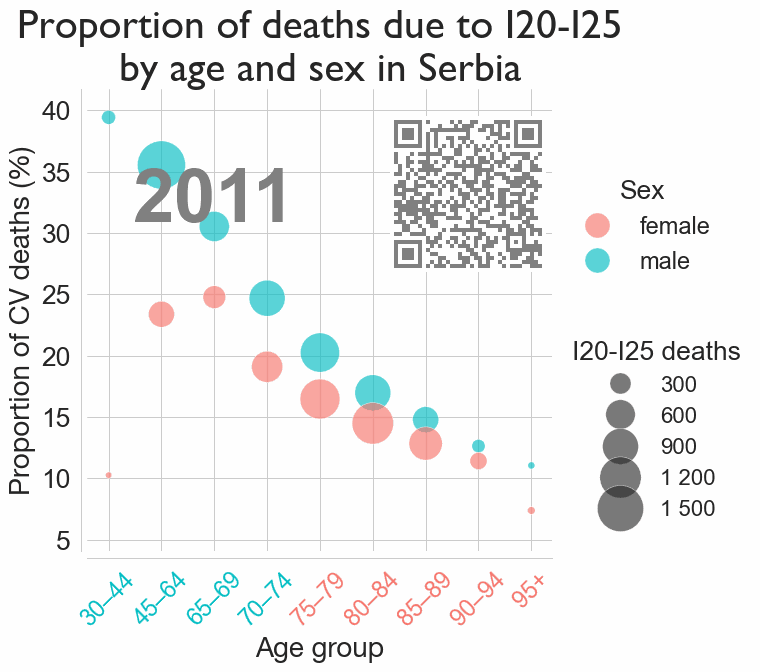 Proportion of deaths due to I20-I25
by age and sex in Serbia
Proportion of CV deaths (%)
40
35
30
25
20
15
10
5
2011
30–44
45–64
65–69
70–74
75–79
80–84
85–89
90–94
95+
Age group
Sex
female
male
I20-I25 deaths
300
600
900
1 200
1 500